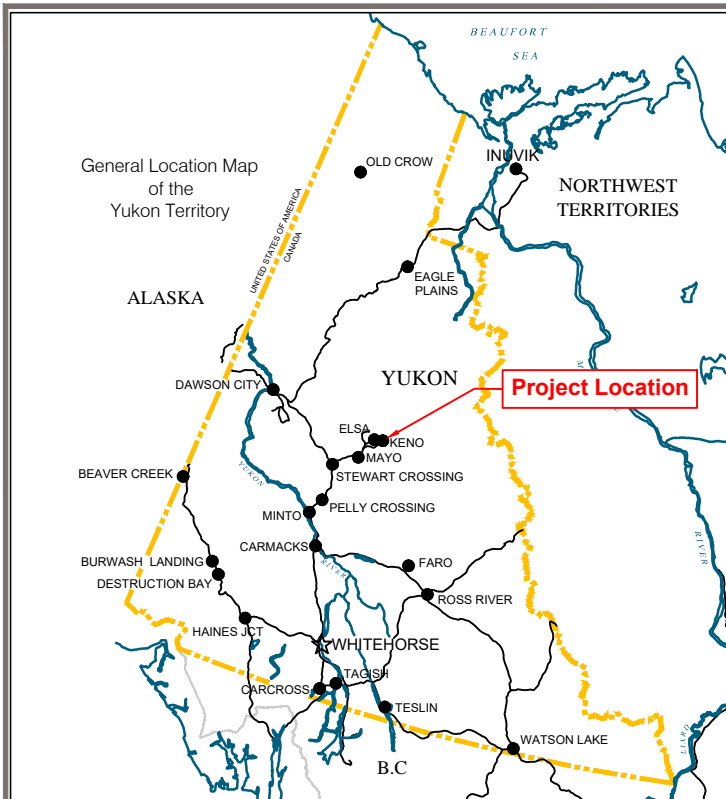 BEAUFORT
SEA
General Location Map
of the
Yukon Territory
OLD CROW
INUVIK
NORTHWEST
TERRITORIES
UNITED STATES OF AMERICA
CANADA
EAGLE
PLAINS
ALASKA
DAWSON CITY
YUKON
Project Location
ELSA
KENO
MAYO
STEWART CROSSING
BEAVER CREEK
YUKON
PELLY CROSSING
MINTO
CARMACKS
RIVER
BURWASH LANDING
DESTRUCTION BAY
FARO
ROSS RIVER
RIVER
HAINES JCT
WHITEHORSE
TAGISH
CARCROSS
TESLIN
WATSON LAKE
B.C
LIARD